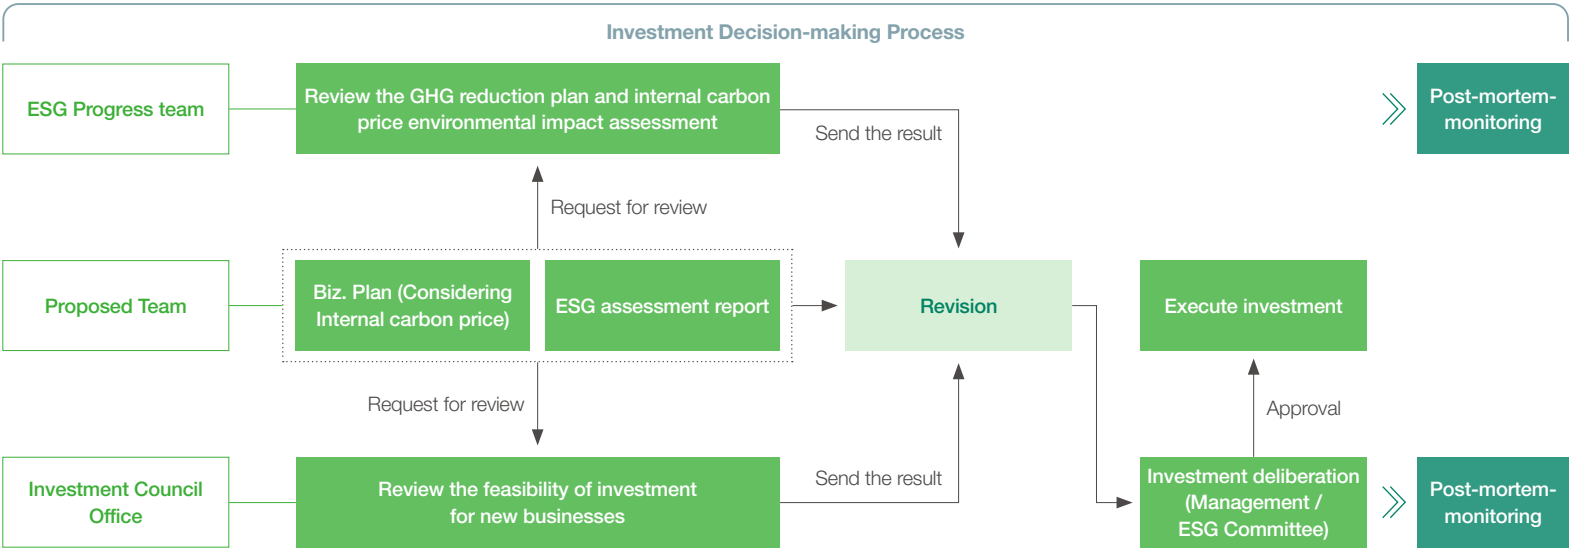 Investment Decision-making Process
ESG Progress team
Review the GHG reduction plan and internal carbon
price environmental impact assessment
Send the result
Post-mortem-
monitoring
Request for review
Proposed Team
Biz. Plan (Considering
Internal carbon price)
ESG assessment report
Revision
Execute investment
Request for review
Approval
Investment Council
Office
Review the feasibility of investment
for new businesses
Send the result
Investment deliberation
(Management /
ESG Committee)
Post-mortem-
monitoring